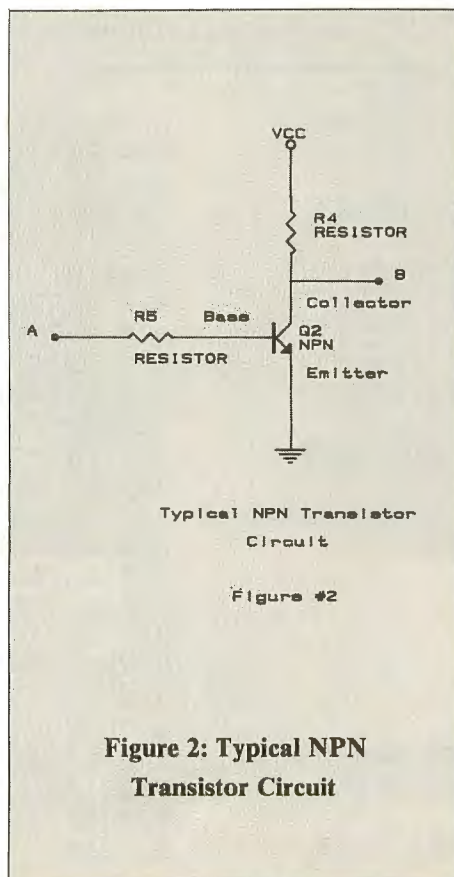 VCC
R4
RESISTOR
B
Collector
A
R5
Base
Q2
NPN
RESISTOR
Emitter
Typical NPN Transistor
Circuit
Figure #2
Figure 2: Typical NPN
Transistor Circuit